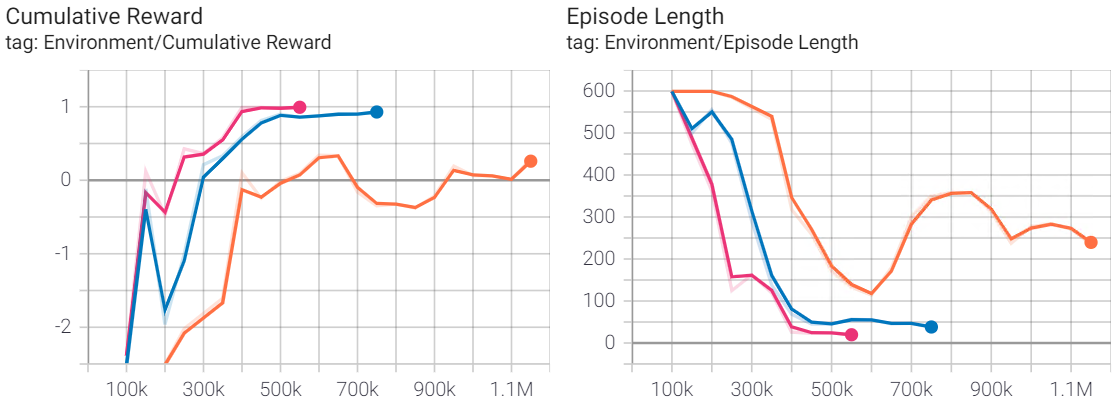 Cumulative Reward
tag: Environment/Cumulative Reward
1
0
-1
-2
100k 300k 500k 700k 900k 1.1M
Episode Length
tag: Environment/Episode Length
600
500
400
300
200
100
0
100k 300k 500k 700k 900k 1.1M